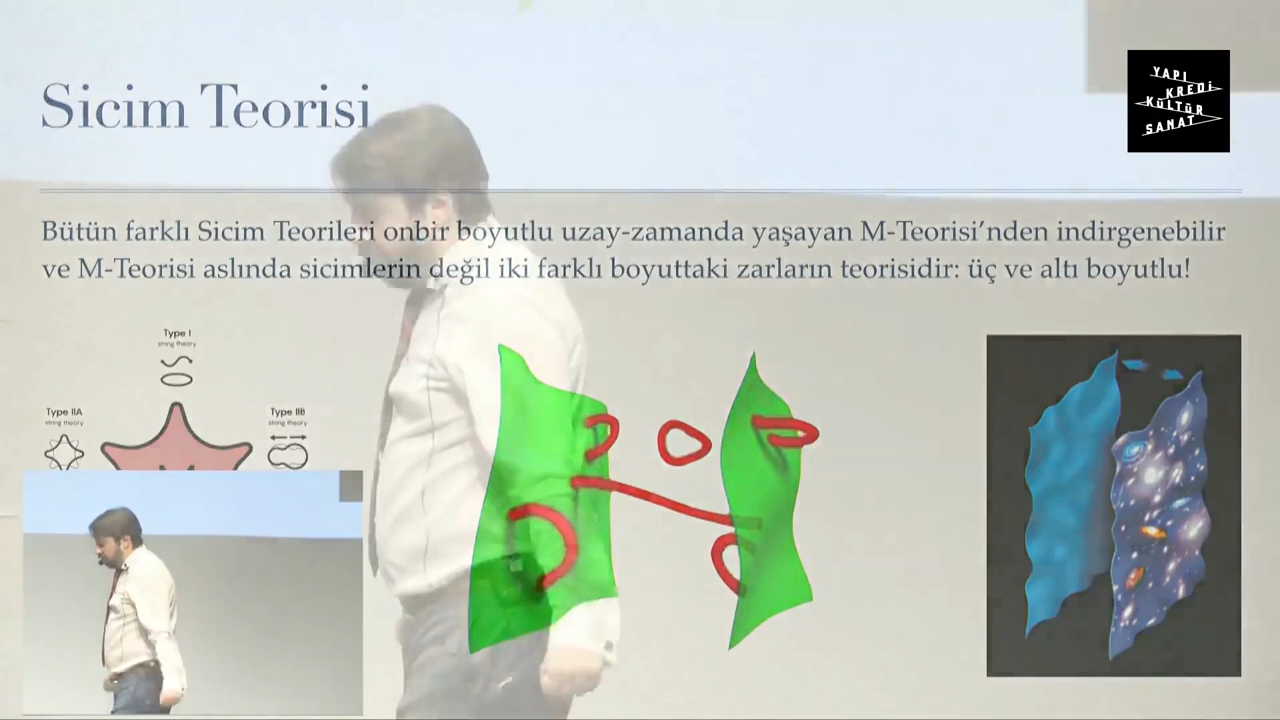 Sicim Teorisi
YAPI
KREDİ
KÜLTÜR
SANAT
Bütün farklı Sicim Teorileri onbir boyutlu uzay-zamanda yaşayan M-Teorisi'nden indirgenebilir
ve M-Teorisi aslında sicimlerin değil iki farklı boyuttaki zarların teorisidir: üç ve altı boyutlu!
Type I
string theory
Type IIA
string theory
Type IIB
string theory